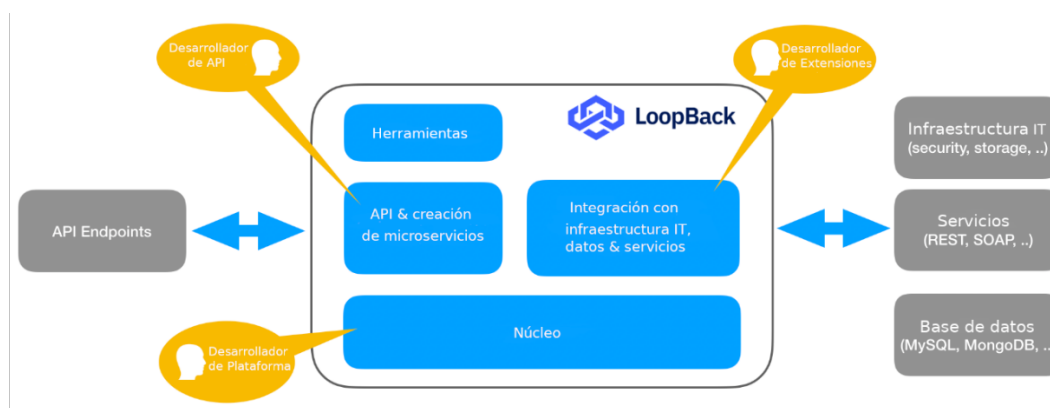 Desarrollador
de API
Desarrollador
de Extensiones
LoopBack
Herramientas
API & creación
de microservicios
Integración con
infraestructura IT,
datos & servicios
Núcleo
Desarrollador
de Plataforma
API Endpoints
Infraestructura IT
(security, storage, ..)
Servicios
(REST, SOAP, ..)
Base de datos
(MySQL, MongoDB, ..